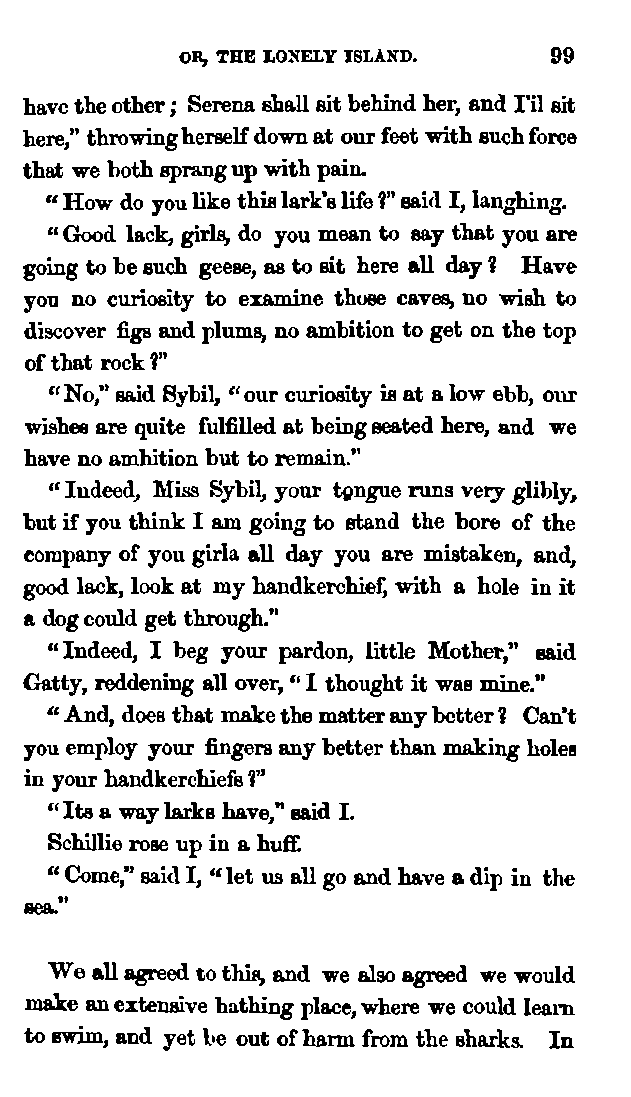 OR, THE LONELY ISLAND. 99
have the other; Serena shall sit behind her, and I'll sit
here," throwing herself down at our feet with such force
that we both sprang up with pain.
"How do you like this lark's life?" said I, laughing.
"Good lack, girls, do you mean to say that you are
going to be such geese, as to sit here all day? Have
you no curiosity to examine those caves, no wish to
discover figs and plums, no ambition to get on the top
of that rock?"
"No," said Sybil, "our curiosity is at a low ebb, our
wishes are quite fulfilled at being seated here, and we
have no ambition but to remain."
"Indeed, Miss Sybil, your tongue runs very glibly,
but if you think I am going to stand the bore of the
company of you girls all day you are mistaken, and,
good lack, look at my handkerchief, with a hole in it
a dog could get through."
"Indeed, I beg your pardon, little Mother," said
Gatty, reddening all over, "I thought it was mine."
"And, does that make the matter any better? Can't
you employ your fingers any better than making holes
in your handkerchiefs?"
"Its a way larks have," said I.
Schillie rose up in a huff.
"Come," said I, "let us all go and have a dip in the
sea."
We all agreed to this, and we also agreed we would
make an extensive bathing place, where we could learn
to swim, and yet be out of harm from the sharks. In